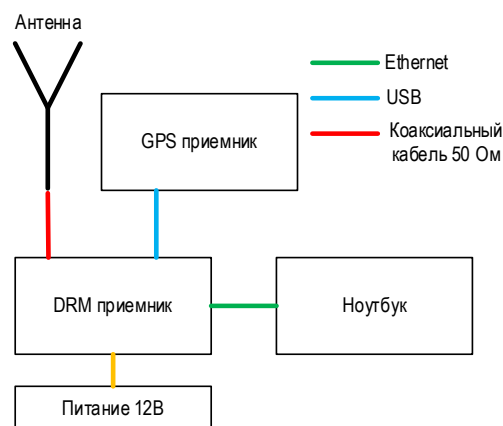 Антенна
Ethernet
USB
Коаксиальный
кабель 50 Ом
GPS приемник
DRM приемник
Ноутбук
Питание 12В